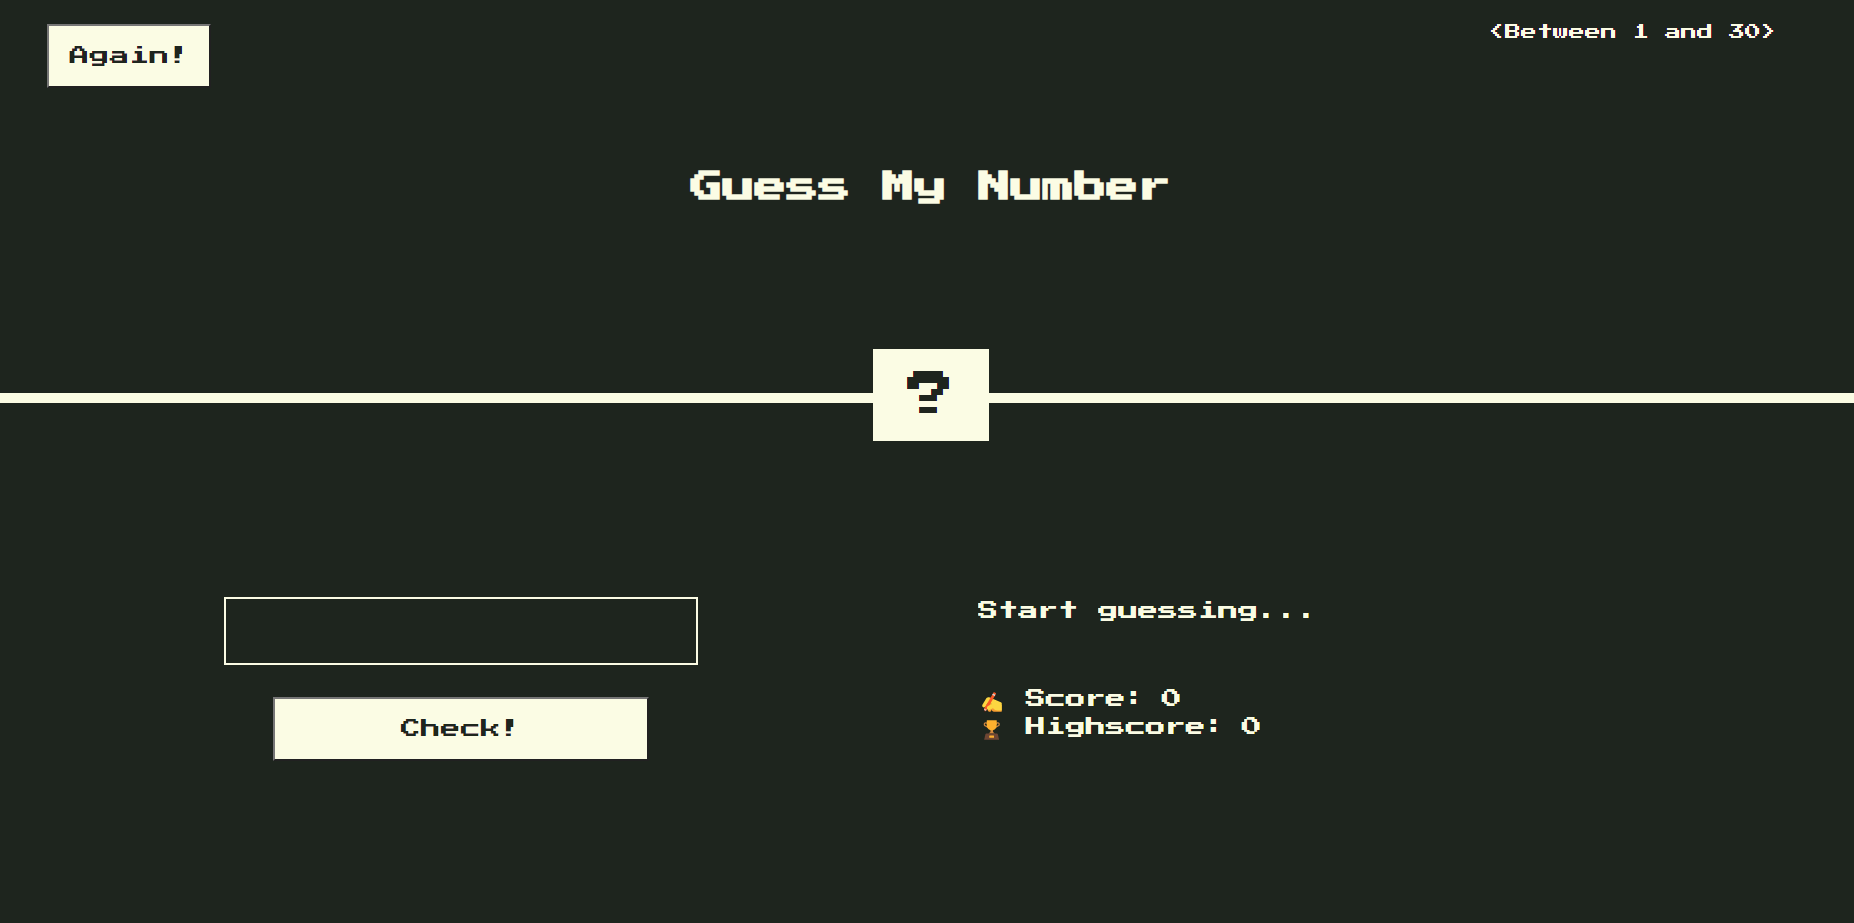 Again!
<Between 1 and 30>
Guess My Number
?
Start guessing...
Check!
✍️ Score: 0
🏆 Highscore: 0